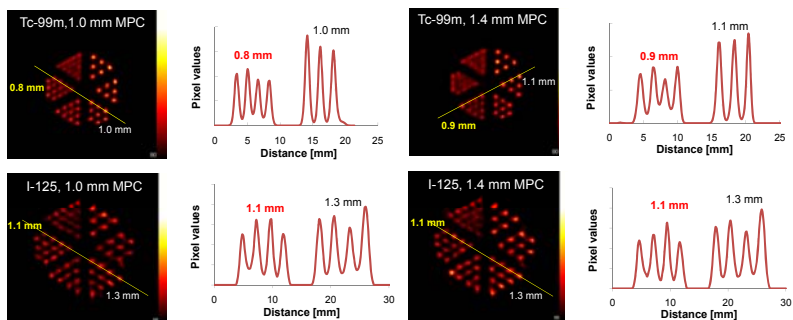 Tc-99m,1.0 mm MPC
0.8 mm
1.0 mm
Pixel values
0.8 mm
1.0 mm
0
5
10
15
20
25
Distance [mm]
Tc-99m, 1.4 mm MPC
1.1 mm
0.9 mm
Pixel values
0.9 mm
1.1 mm
0
5
10
15
20
25
Distance [mm]
I-125, 1.0 mm MPC
1.1 mm
1.3 mm
Pixel values
1.1 mm
1.3 mm
0
10
20
30
Distance [mm]
I-125, 1.4 mm MPC
1.1 mm
1.3 mm
Pixel values
1.1 mm
1.3 mm
0
10
20
30
Distance [mm]